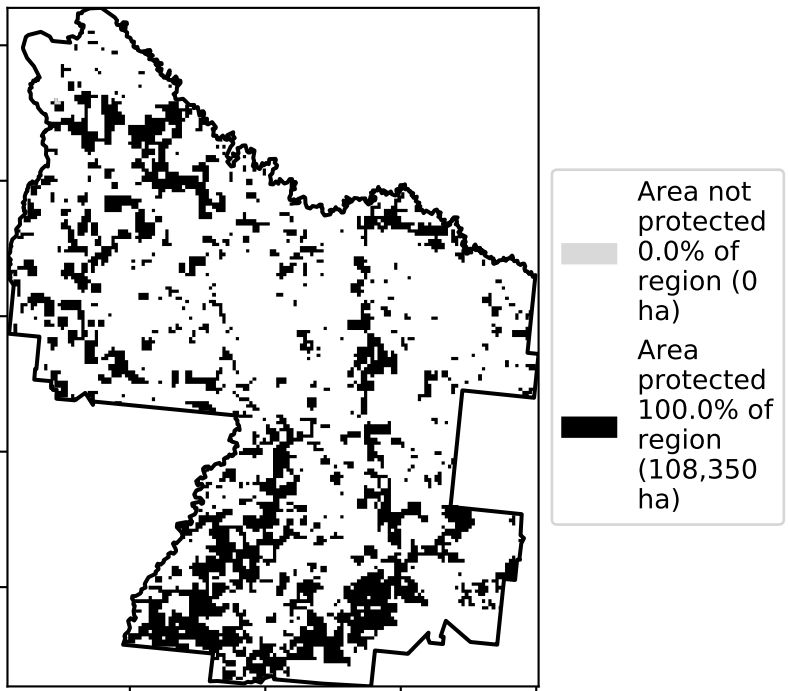 Area not
protected
0.0% of
region (0
ha)
Area
protected
100.0% of
region
(108,350
ha)